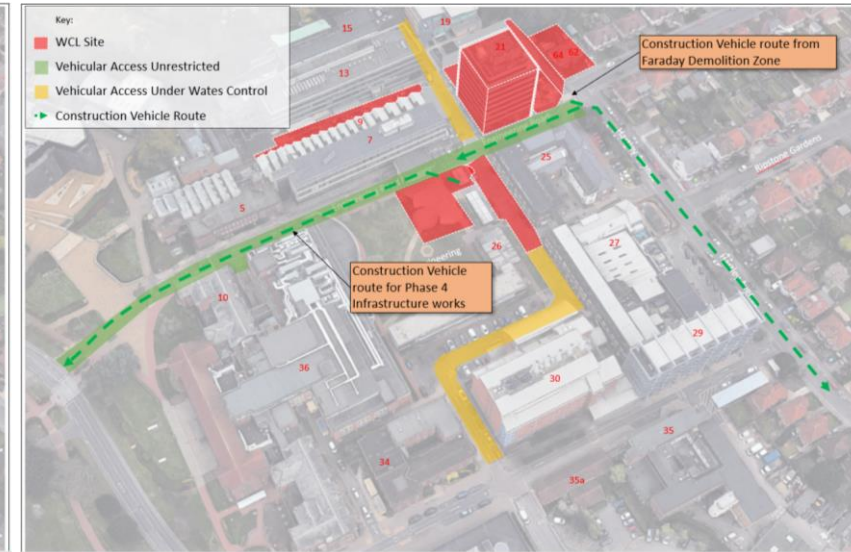 Key:
WCL Site
Vehicular Access Unrestricted
Vehicular Access Under Wates Control
Construction Vehicle Route
15
19
13
21
64
62
Construction Vehicle route from
Faraday Demolition Zone
9
7
25
Ripstone Gardens
5
26
27
Construction Vehicle
route for Phase 4
Infrastructure works
10
29
36
30
34
35
35a